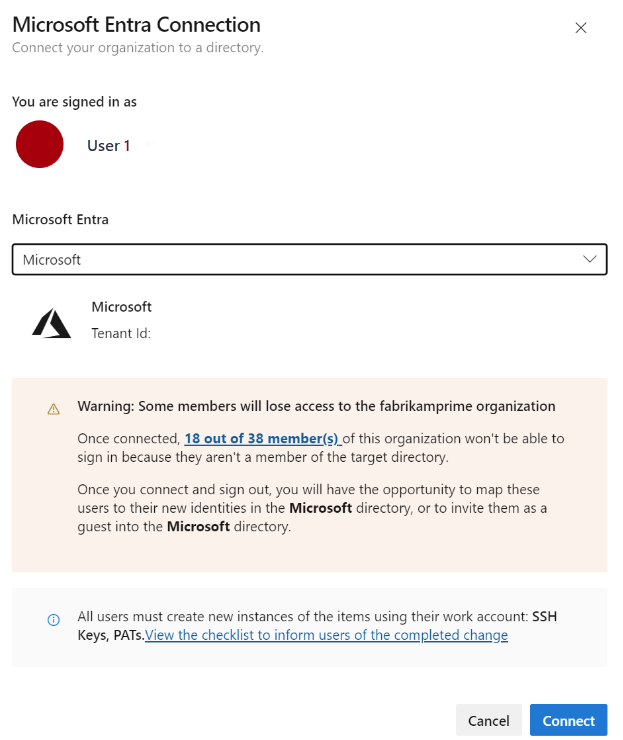 Microsoft Entra Connection
Connect your organization to a directory.
You are signed in as
User 1
Microsoft Entra
Microsoft
Microsoft
Tenant Id:
Warning: Some members will lose access to the fabrikamprime organization
Once connected, 18 out of 38 member(s) of this organization won't be able to
sign in because they aren't a member of the target directory.
Once you connect and sign out, you will have the opportunity to map these
users to their new identities in the Microsoft directory, or to invite them as a
guest into the Microsoft directory.
All users must create new instances of the items using their work account: SSH
Keys, PATs.View the checklist to inform users of the completed change
Cancel
Connect